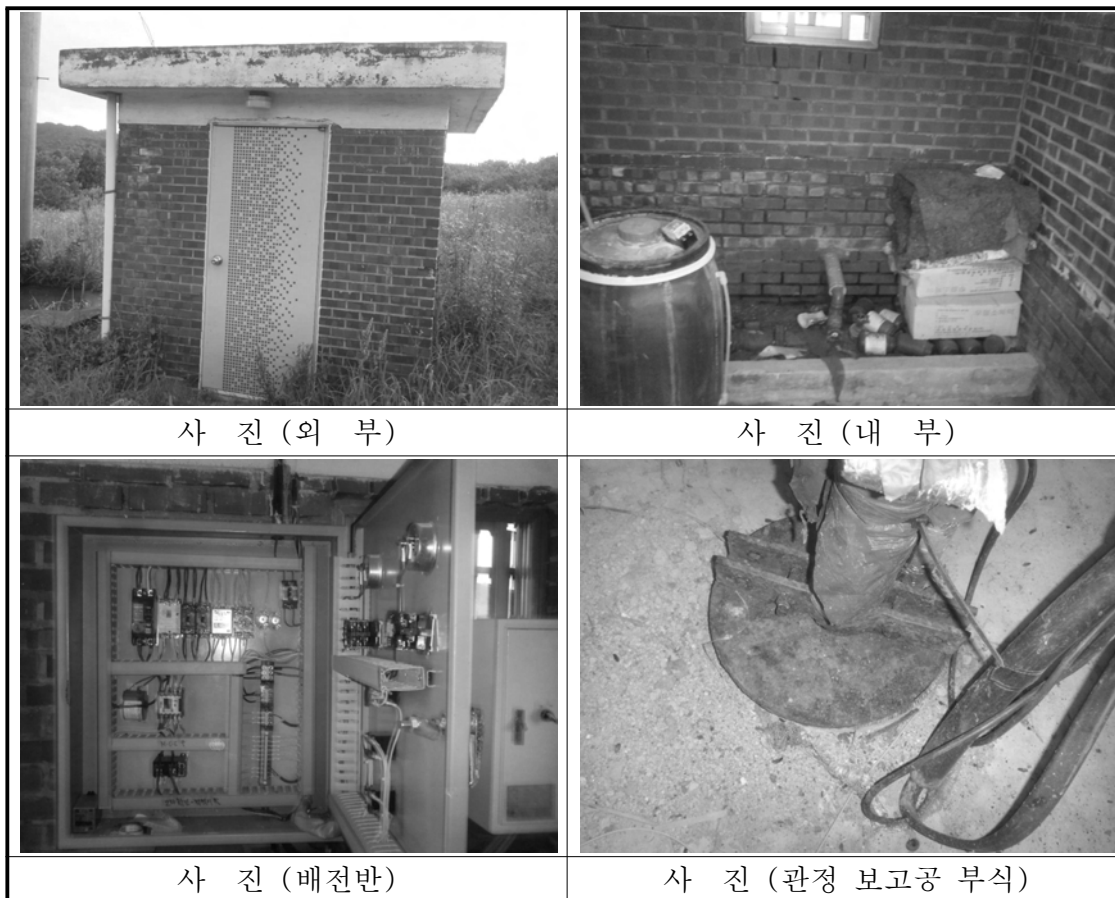 사 진 (외 부)
사 진 (내 부)
사 진 (배전반)
사 진 (관정 보고공 부식)